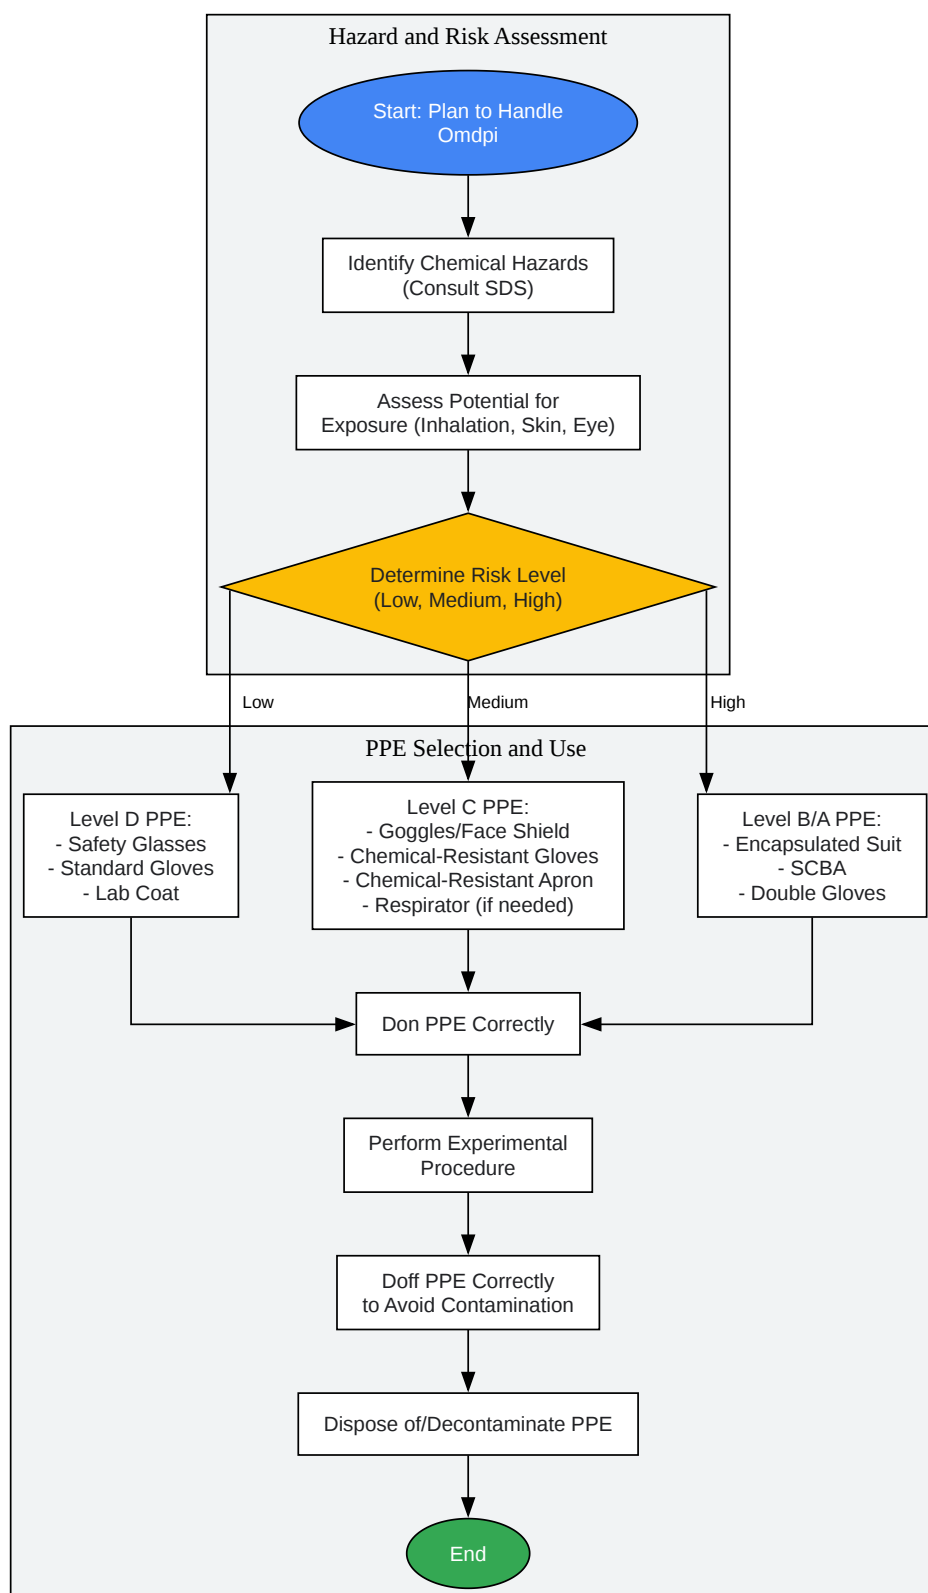 Hazard and Risk Assessment
Start: Plan to Handle
Omdpi
Identify Chemical Hazards
(Consult SDS)
Assess Potential for
Exposure (Inhalation, Skin, Eye)
Determine Risk Level
(Low, Medium, High)
Low
Medium
High
PPE Selection and Use
Level D PPE:
- Safety Glasses
- Standard Gloves
- Lab Coat
Level C PPE:
- Goggles/Face Shield
- Chemical-Resistant Gloves
- Chemical-Resistant Apron
- Respirator (if needed)
Level B/A PPE:
- Encapsulated Suit
- SCBA
- Double Gloves
Don PPE Correctly
Perform Experimental
Procedure
Doff PPE Correctly
to Avoid Contamination
Dispose of/Decontaminate PPE
End